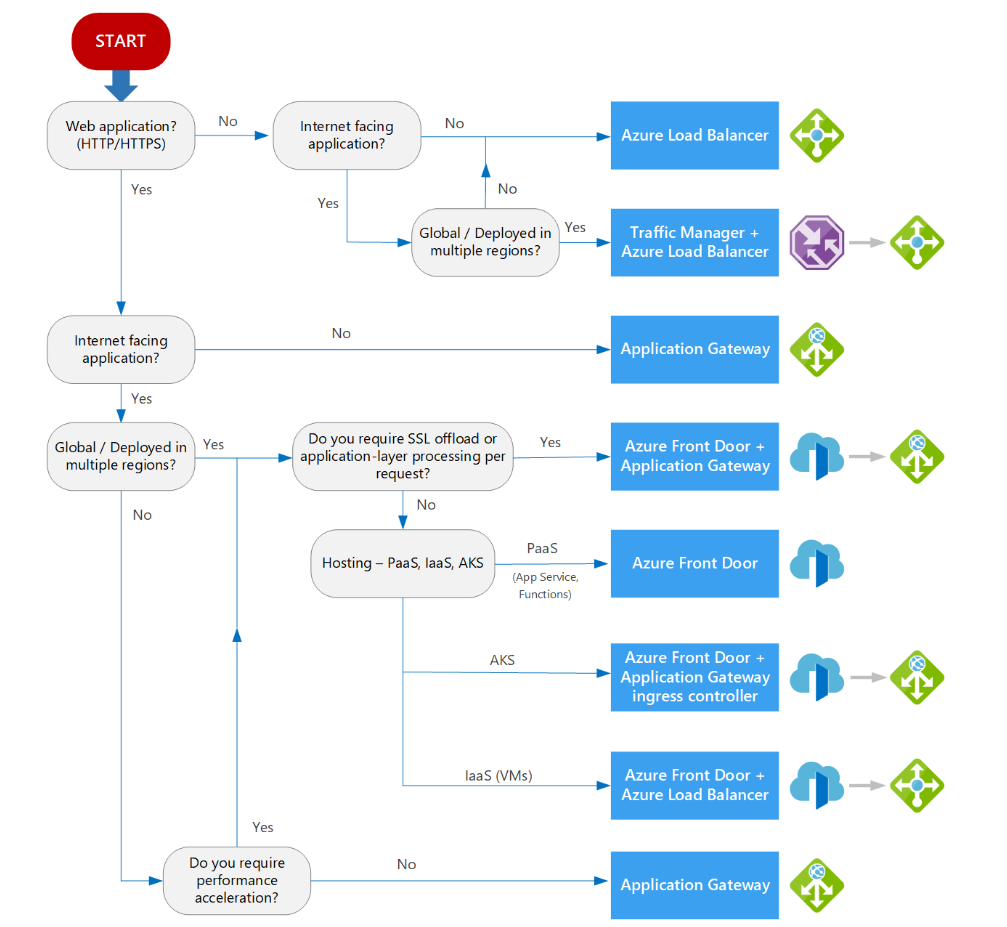 START
Web application?
(HTTP/HTTPS)
No
Internet facing
application?
No
Azure Load Balancer
Yes
Yes
No
Global / Deployed in
multiple regions?
Yes
Traffic Manager +
Azure Load Balancer
Internet facing
application?
No
Application Gateway
Yes
Global / Deployed in
multiple regions?
Yes
Do you require SSL offload or
application-layer processing per
request?
Yes
Azure Front Door +
Application Gateway
No
No
Hosting – PaaS, IaaS, AKS
PaaS
(App Service,
Functions)
Azure Front Door
AKS
Azure Front Door +
Application Gateway
ingress controller
IaaS (VMs)
Azure Front Door +
Azure Load Balancer
Yes
Do you require
performance
acceleration?
No
Application Gateway